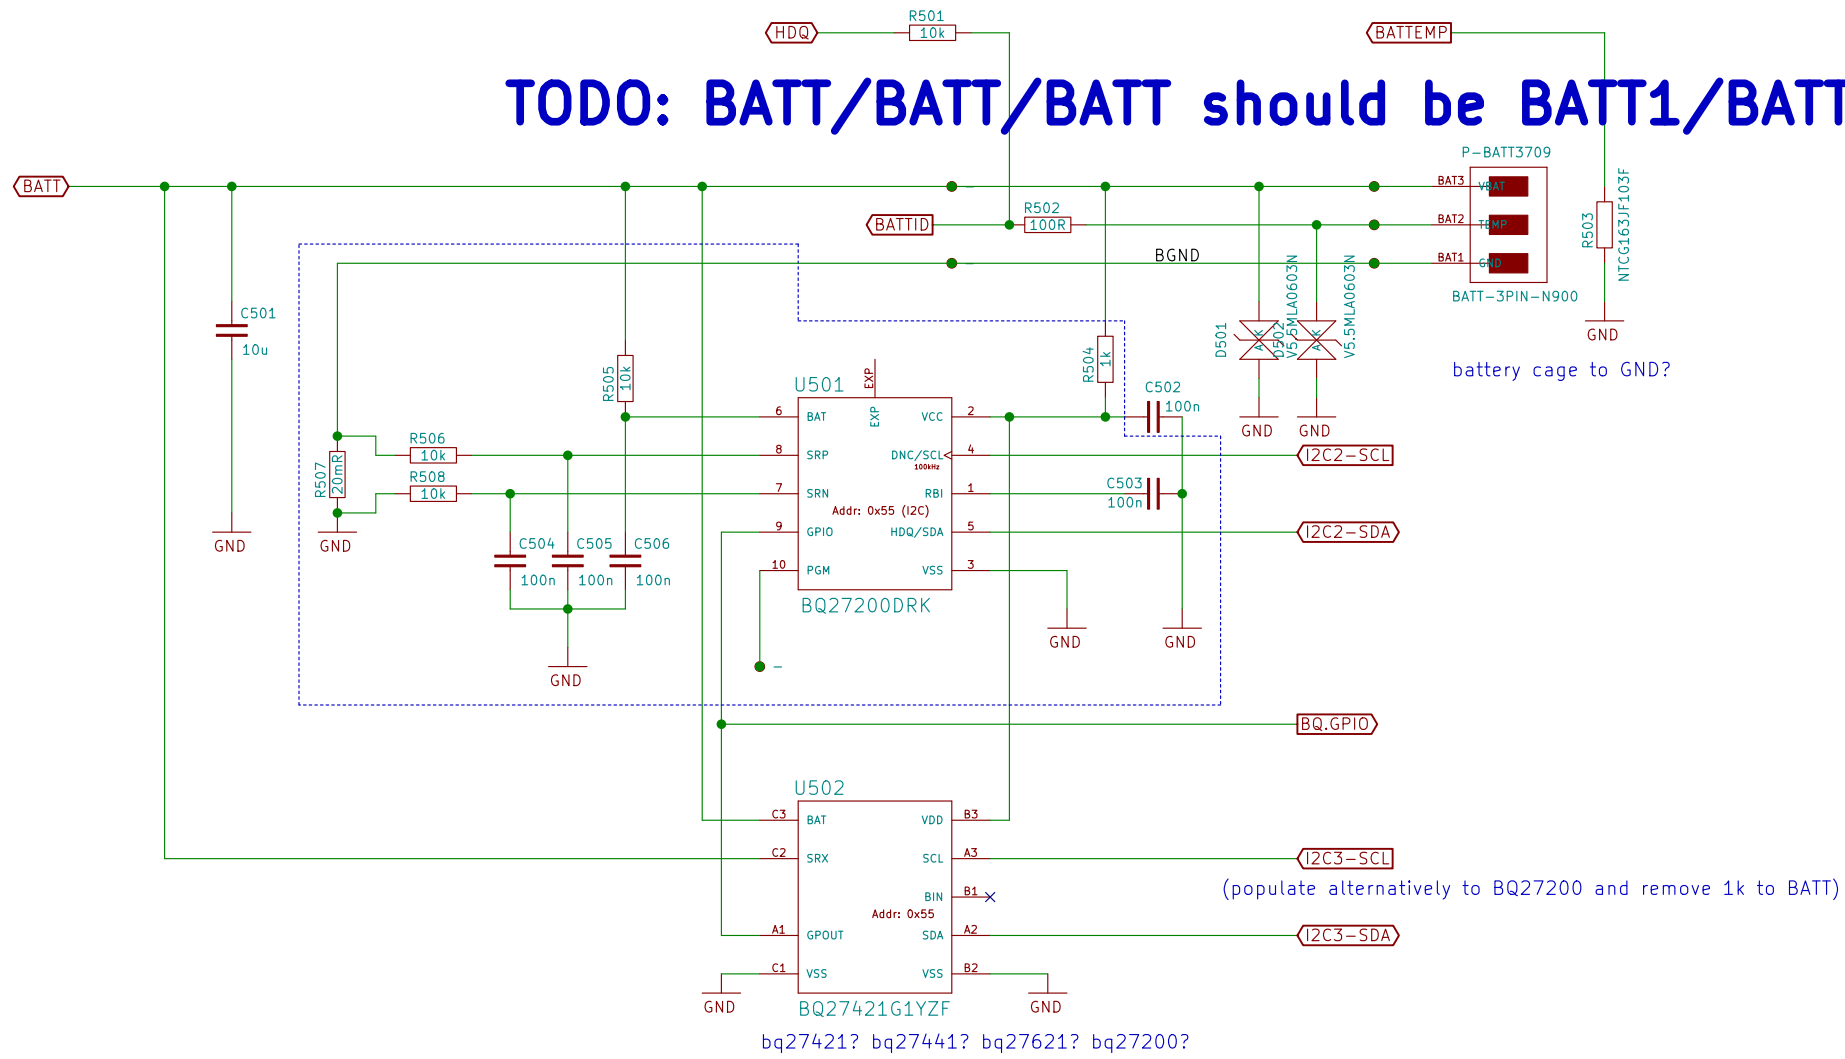 HDQ
R501
10k
BATTEMP
TODO: BATT/BATT/BATT should be BATT1/BATT
P-BATT3709
BATT
BAT3
VBAT
BATTID
R502
100R
BAT2
TEMP
BGND
BAT1
GND
BATT-3PIN-N900
R503
NTCG163JF103F
GND
battery cage to GND?
C501
10u
GND
R505
10k
R504
1k
D501
V5.5MLA0603N
A
K
D502
V5.5MLA0603N
A
K
GND
GND
C502
100n
U501
EXP
EXP
6
BAT
VCC
2
8
SRP
DNC/SCL
4
100kHz
7
SRN
RBI
1
Addr: 0x55 (I2C)
9
GPIO
HDQ/SDA
5
10
PGM
VSS
3
BQ27200DRK
R506
10k
R507
20mR
R508
10k
GND
C503
100n
I2C2-SCL
I2C2-SDA
C504
100n
C505
100n
C506
100n
GND
GND
GND
BQ.GPIO
U502
C3
BAT
VDD
B3
C2
SRX
SCL
A3
I2C3-SCL
BIN
B1
(populate alternatively to BQ27200 and remove 1k to BATT)
Addr: 0x55
A1
GPOUT
SDA
A2
I2C3-SDA
C1
VSS
VSS
B2
GND
GND
BQ27421G1YZF
bq27421? bq27441? bq27621? bq27200?